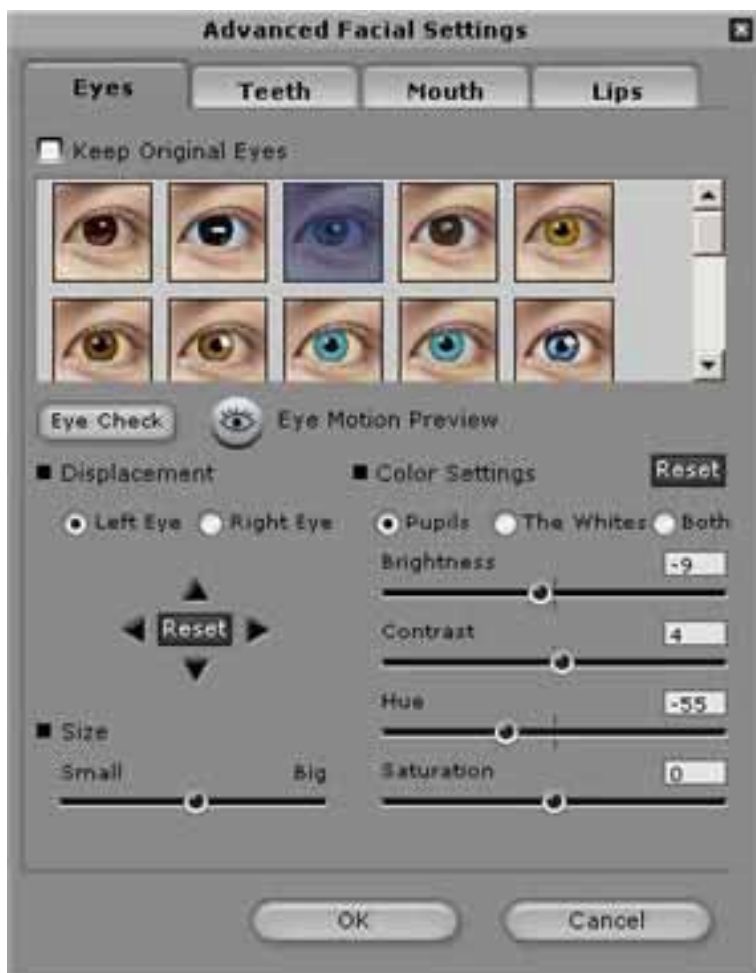 Advanced Facial Settings
Eyes Teeth Mouth Lips
Keep Original Eyes
Eye Check Eye Motion Preview
Displacement
Left Eye Right Eye
Reset
Size
Small Big
Color Settings Reset
Pupils The Whites Both
Brightness -9
Contrast 4
Hue -55
Saturation 0
OK Cancel